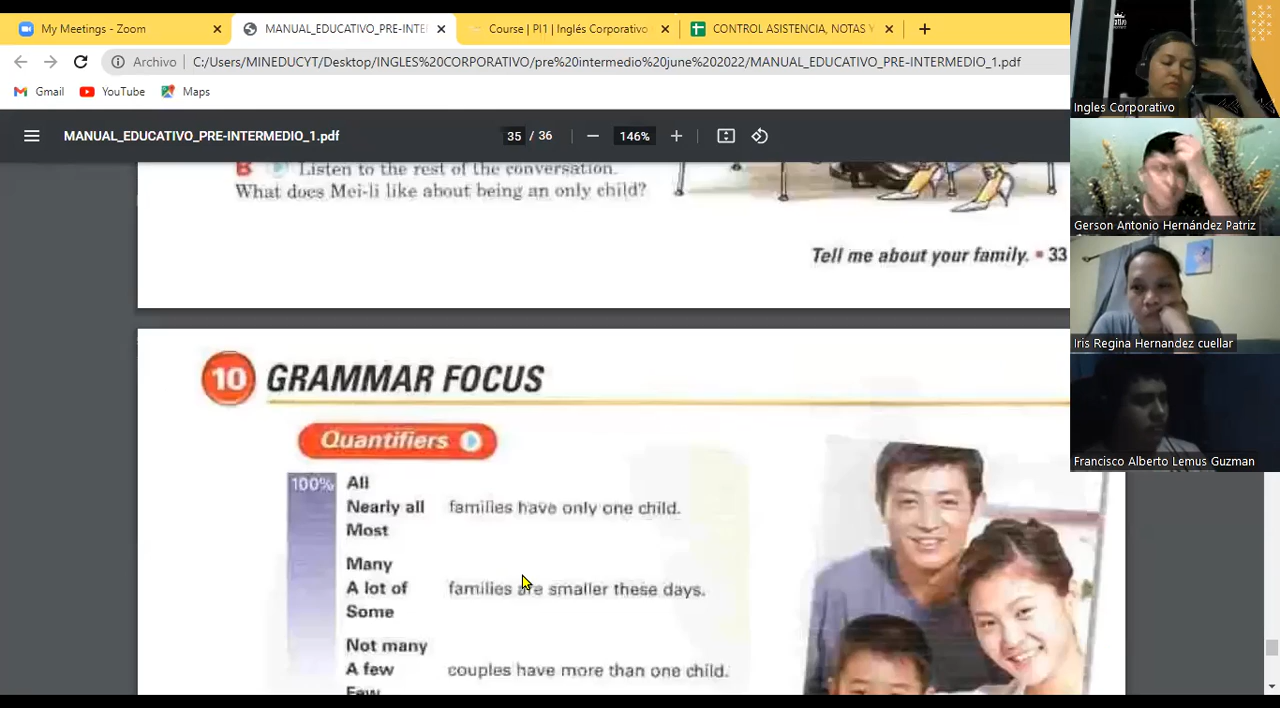 My Meetings - Zoom
MANUAL_EDUCATIVO_PRE-INTE
Course | PI1 | Inglés Corporativo
CONTROL ASISTENCIA, NOTAS Y
Archivo
C:/Users/MINEDUCYT/Desktop/INGLES%20CORPORATIVO/pre%20intermedio%20june%202022/MANUAL_EDUCATIVO_PRE-INTERMEDIO_1.pdf
Gmail
YouTube
Maps
MANUAL_EDUCATIVO_PRE-INTERMEDIO_1.pdf
35 / 36
146%
B Listen to the rest of the conversation.
What does Mei-li like about being an only child?
Tell me about your family. ▪ 33
10 GRAMMAR FOCUS
Quantifiers
100% All
Nearly all families have only one child.
Most
Many
A lot of families are smaller these days.
Some
Not many
A few couples have more than one child.
Few
Ingles Corporativo
Gerson Antonio Hernández Patriz
Iris Regina Hernandez cuellar
Francisco Alberto Lemus Guzman